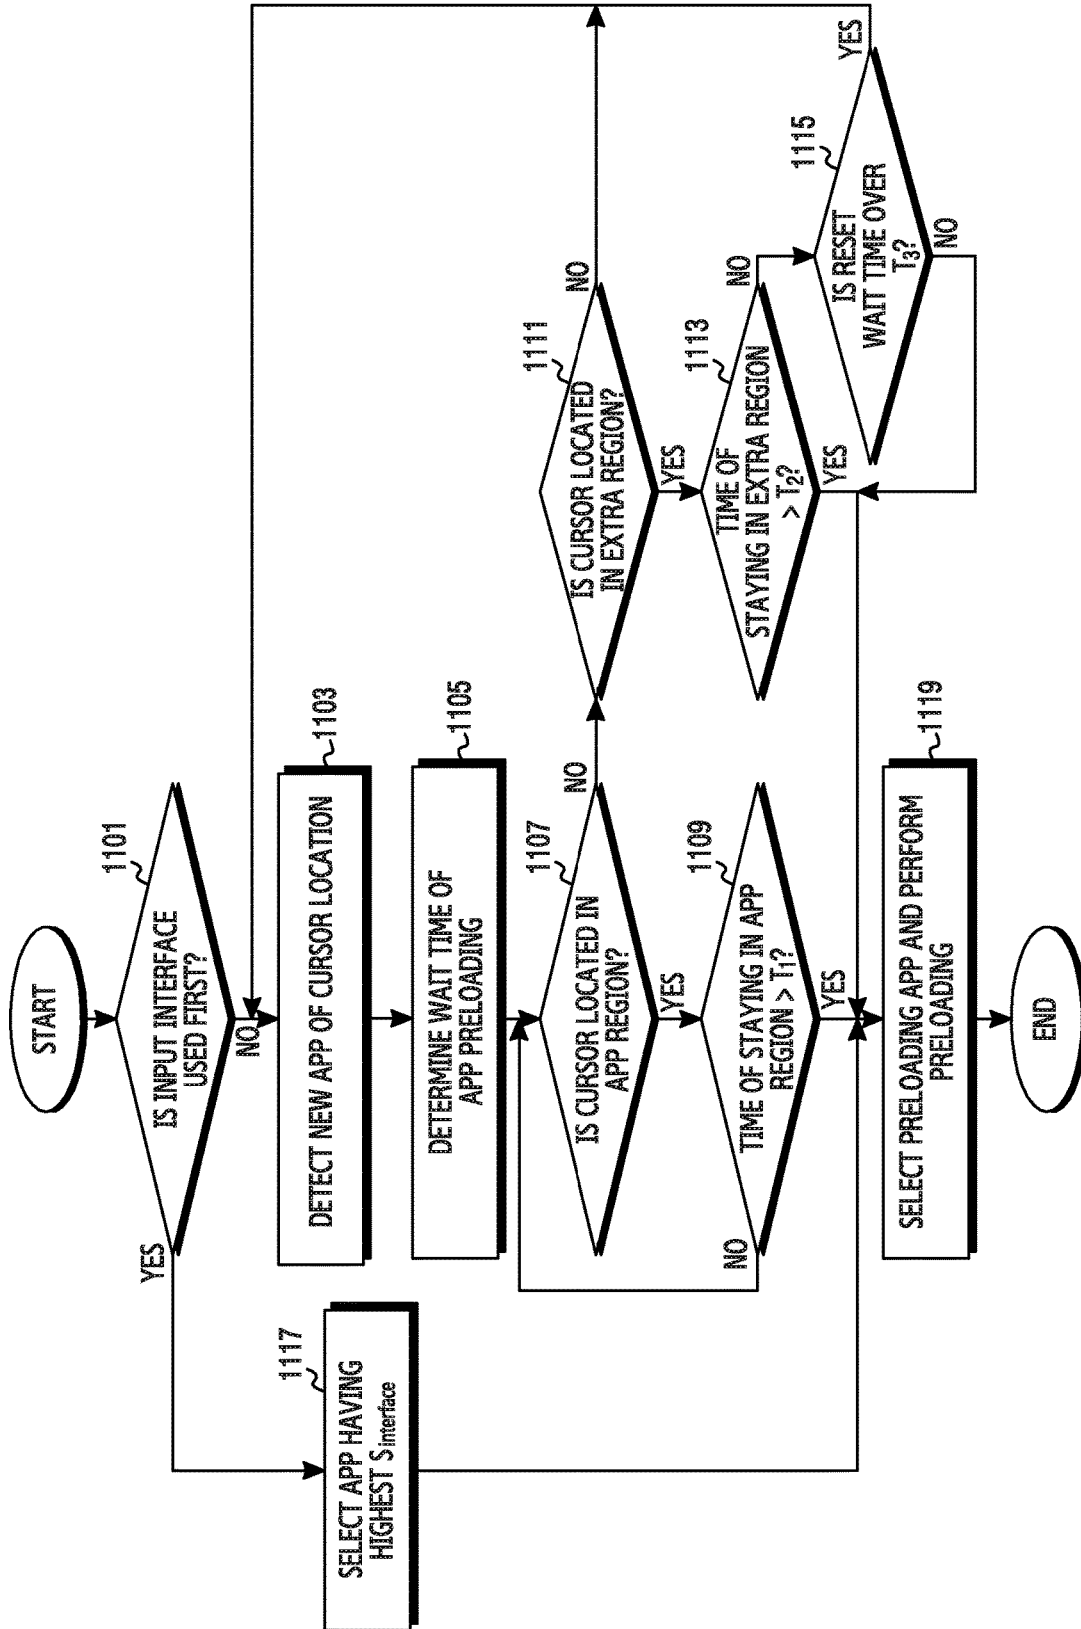 START
1101
IS INPUT INTERFACE
USED FIRST?
YES
NO
1117
SELECT APP HAVING
HIGHEST Sinterface
1103
DETECT NEW APP OF CURSOR LOCATION
1105
DETERMINE WAIT TIME OF
APP PRELOADING
1107
IS CURSOR LOCATED IN
APP REGION?
NO
YES
1111
IS CURSOR LOCATED
IN EXTRA REGION?
NO
YES
1109
TIME OF STAYING IN APP
REGION > T1?
NO
YES
1113
TIME OF
STAYING IN EXTRA REGION
> T2?
NO
YES
1115
IS RESET
WAIT TIME OVER
T3?
YES
NO
1119
SELECT PRELOADING APP AND PERFORM
PRELOADING
END